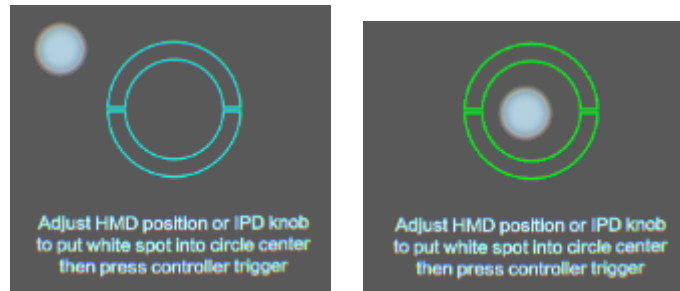 Adjust HMD position or IPD knob
to put white spot into circle center
then press controller trigger
Adjust HMD position or IPD knob
to put white spot into circle center
then press controller trigger